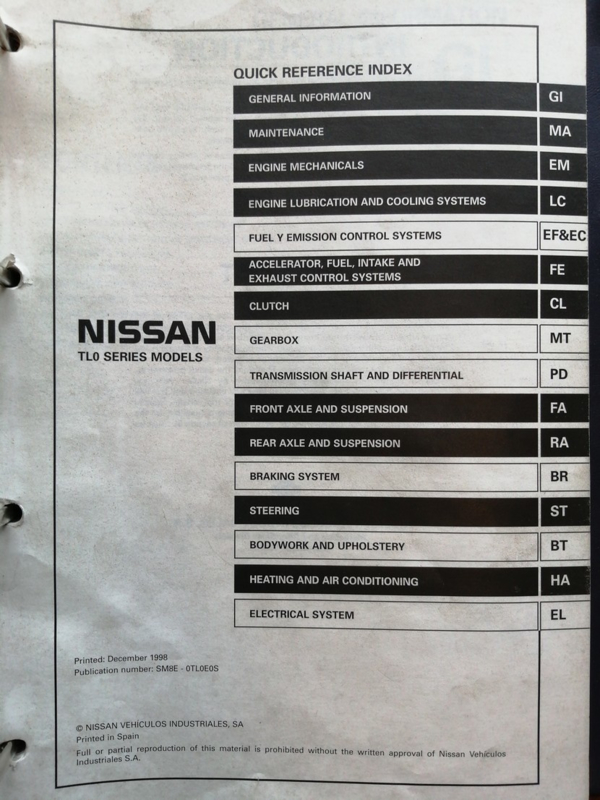 QUICK REFERENCE INDEX
GENERAL INFORMATION GI
MAINTENANCE MA
ENGINE MECHANICALS EM
ENGINE LUBRICATION AND COOLING SYSTEMS LC
FUEL Y EMISSION CONTROL SYSTEMS EF&EC
ACCELERATOR, FUEL, INTAKE AND
EXHAUST CONTROL SYSTEMS FE
CLUTCH CL
NISSAN
TL0 SERIES MODELS
GEARBOX MT
TRANSMISSION SHAFT AND DIFFERENTIAL PD
FRONT AXLE AND SUSPENSION FA
REAR AXLE AND SUSPENSION RA
BRAKING SYSTEM BR
STEERING ST
BODYWORK AND UPHOLSTERY BT
HEATING AND AIR CONDITIONING HA
ELECTRICAL SYSTEM EL
Printed: December 1998
Publication number: SM8E - 0TL0E0S
© NISSAN VEHICULOS INDUSTRIALES, SA
Printed in Spain
Full or partial reproduction of this material is prohibited without the written approval of Nissan Vehículos
Industriales S.A.